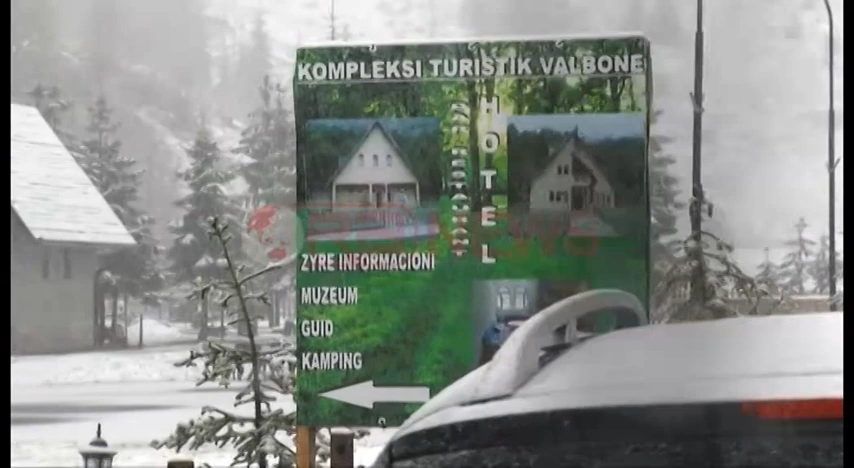 KOMPLEKSI TURISTIK VALBONE
HOTEL
ZYRE INFORMACIONI
MUZEUM
GUID
KAMPING